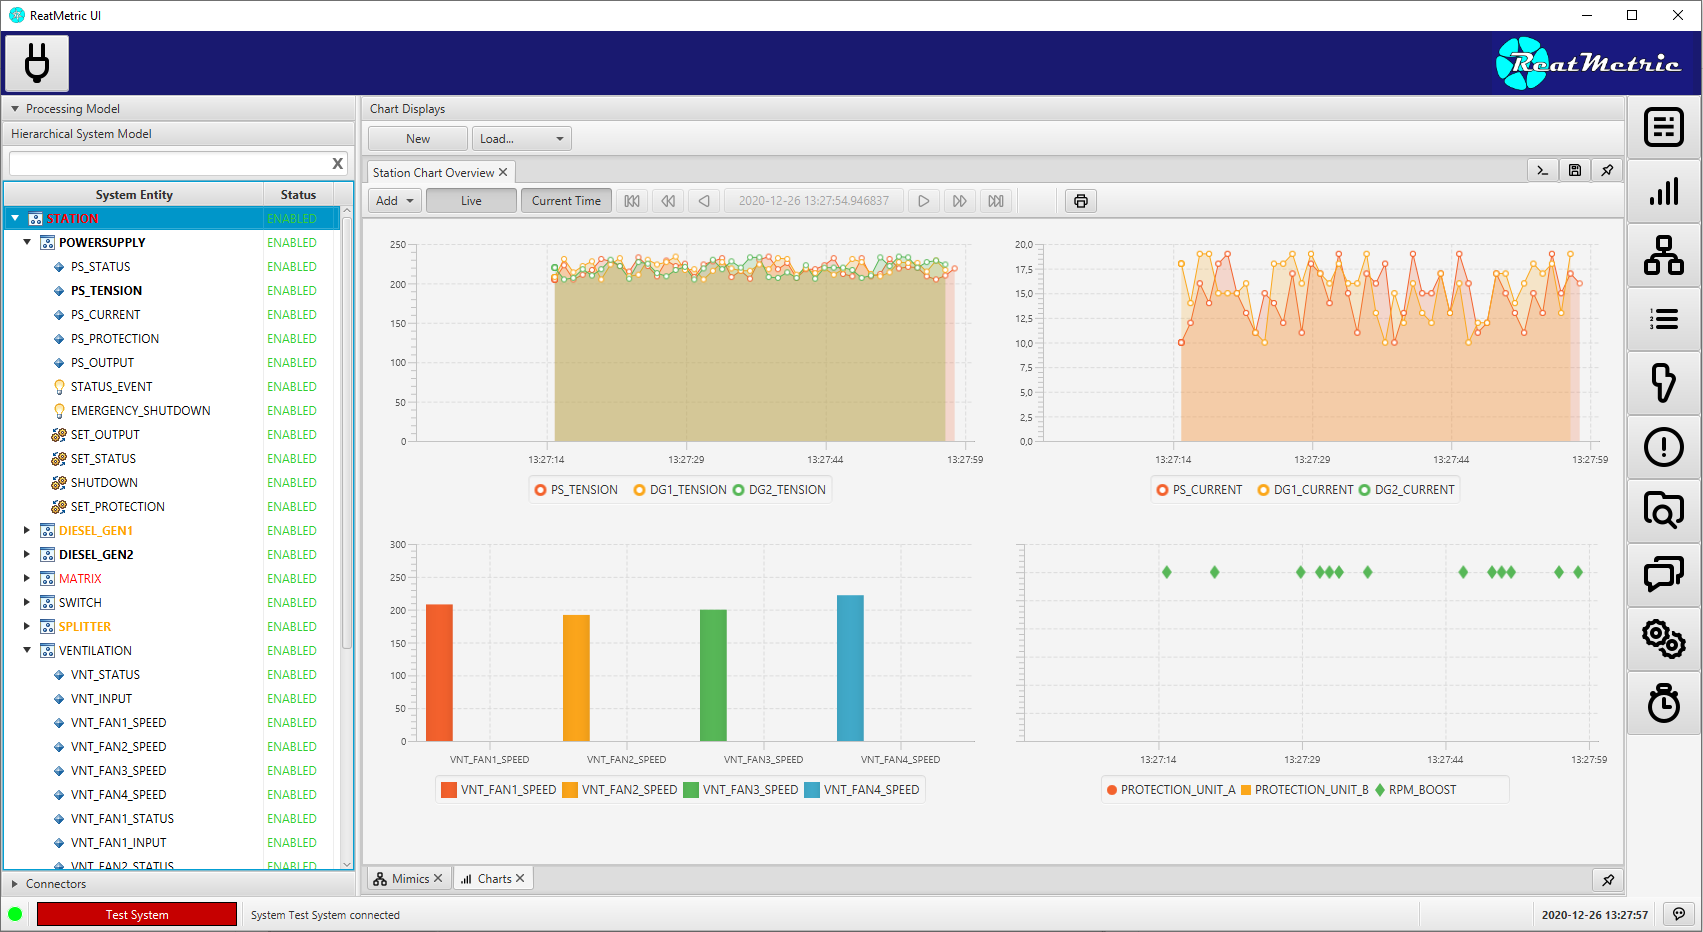 ReatMetric UI
ReatMetric
Processing Model
Hierarchical System Model
X
System Entity Status
STATION ENABLED
POWERSUPPLY ENABLED
PS_STATUS ENABLED
PS_TENSION ENABLED
PS_CURRENT ENABLED
PS_PROTECTION ENABLED
PS_OUTPUT ENABLED
STATUS_EVENT ENABLED
EMERGENCY_SHUTDOWN ENABLED
SET_OUTPUT ENABLED
SET_STATUS ENABLED
SHUTDOWN ENABLED
SET_PROTECTION ENABLED
DIESEL_GEN1 ENABLED
DIESEL_GEN2 ENABLED
MATRIX ENABLED
SWITCH ENABLED
SPLITTER ENABLED
VENTILATION ENABLED
VNT_STATUS ENABLED
VNT_INPUT ENABLED
VNT_FAN1_SPEED ENABLED
VNT_FAN2_SPEED ENABLED
VNT_FAN3_SPEED ENABLED
VNT_FAN4_SPEED ENABLED
VNT_FAN1_STATUS ENABLED
VNT_FAN1_INPUT ENABLED
VNT_FAN2_STATUS ENABLED
Connectors
Chart Displays
New Load...
Station Chart Overview
Add Live Current Time 2020-12-26 13:27:54.946837
250
200
150
100
50
0
13:27:14 13:27:29 13:27:44 13:27:59
PS_TENSION DG1_TENSION DG2_TENSION
20,0
17,5
15,0
12,5
10,0
7,5
5,0
2,5
0,0
13:27:14 13:27:29 13:27:44 13:27:59
PS_CURRENT DG1_CURRENT DG2_CURRENT
300
250
200
150
100
50
0
VNT_FAN1_SPEED VNT_FAN2_SPEED VNT_FAN3_SPEED VNT_FAN4_SPEED
VNT_FAN1_SPEED VNT_FAN2_SPEED VNT_FAN3_SPEED VNT_FAN4_SPEED
13:27:14 13:27:29 13:27:44 13:27:59
PROTECTION_UNIT_A PROTECTION_UNIT_B RPM_BOOST
Mimics Charts
1
2
3
Test System System Test System connected 2020-12-26 13:27:57